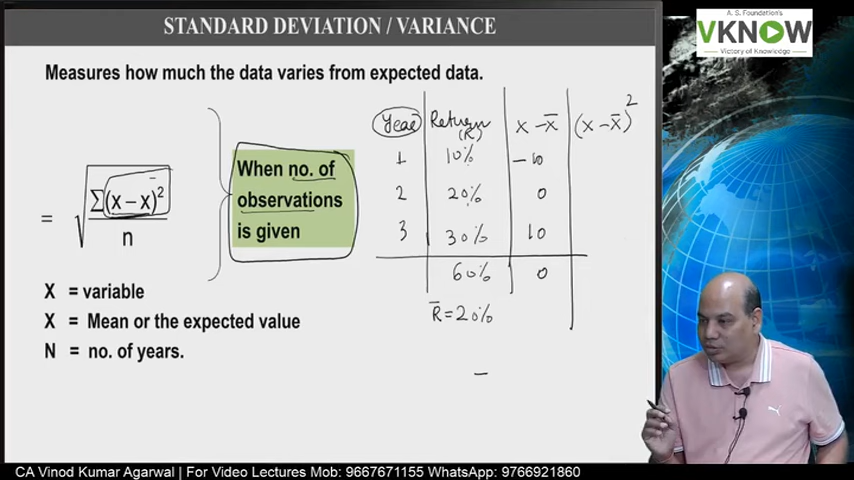 STANDARD DEVIATION / VARIANCE
A. S. Foundation's
VKNOW
Victory of Knowledge
Measures how much the data varies from expected data.
= √ Σ(x – x̄)² / n
When no. of
observations
is given
Year Return (R) x – x̄ (x – x̄)²
1 10% –10
2 20% 0
3 30% 10
60% 0
R̄ = 20%
–
X = variable
X = Mean or the expected value
N = no. of years.
CA Vinod Kumar Agarwal | For Video Lectures Mob: 9667671155 WhatsApp: 9766921860